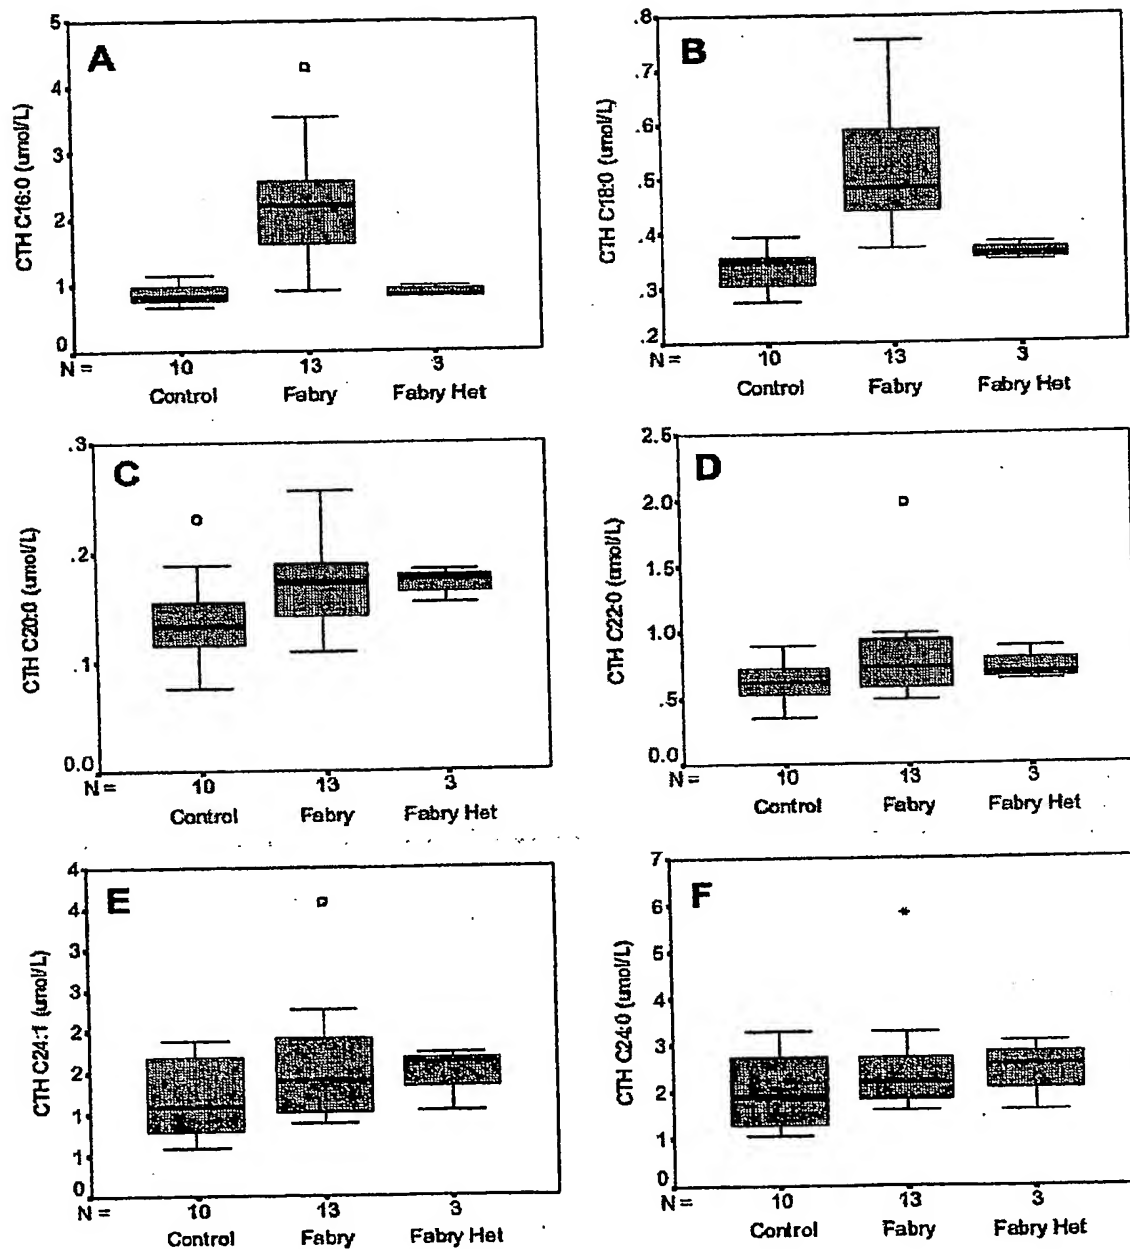 A
CTH C16:0 (umol/L)
5
4
3
2
1
0
N = 10 13 3
Control Fabry Fabry Het
B
CTH C18:0 (umol/L)
.8
.7
.6
.5
.4
.3
.2
N = 10 13 3
Control Fabry Fabry Het
C
CTH C20:0 (umol/L)
.3
.2
.1
0.0
N = 10 13 3
Control Fabry Fabry Het
D
CTH C22:0 (umol/L)
2.5
2.0
1.5
1.0
.5
0.0
N = 10 13 3
Control Fabry Fabry Het
E
CTH C24:1 (umol/L)
4
4
3
3
2
2
1
1
0
N = 10 13 3
Control Fabry Fabry Het
F
CTH C24:0 (umol/L)
7
6
5
4
3
2
1
0
N = 10 13 3
Control Fabry Fabry Het